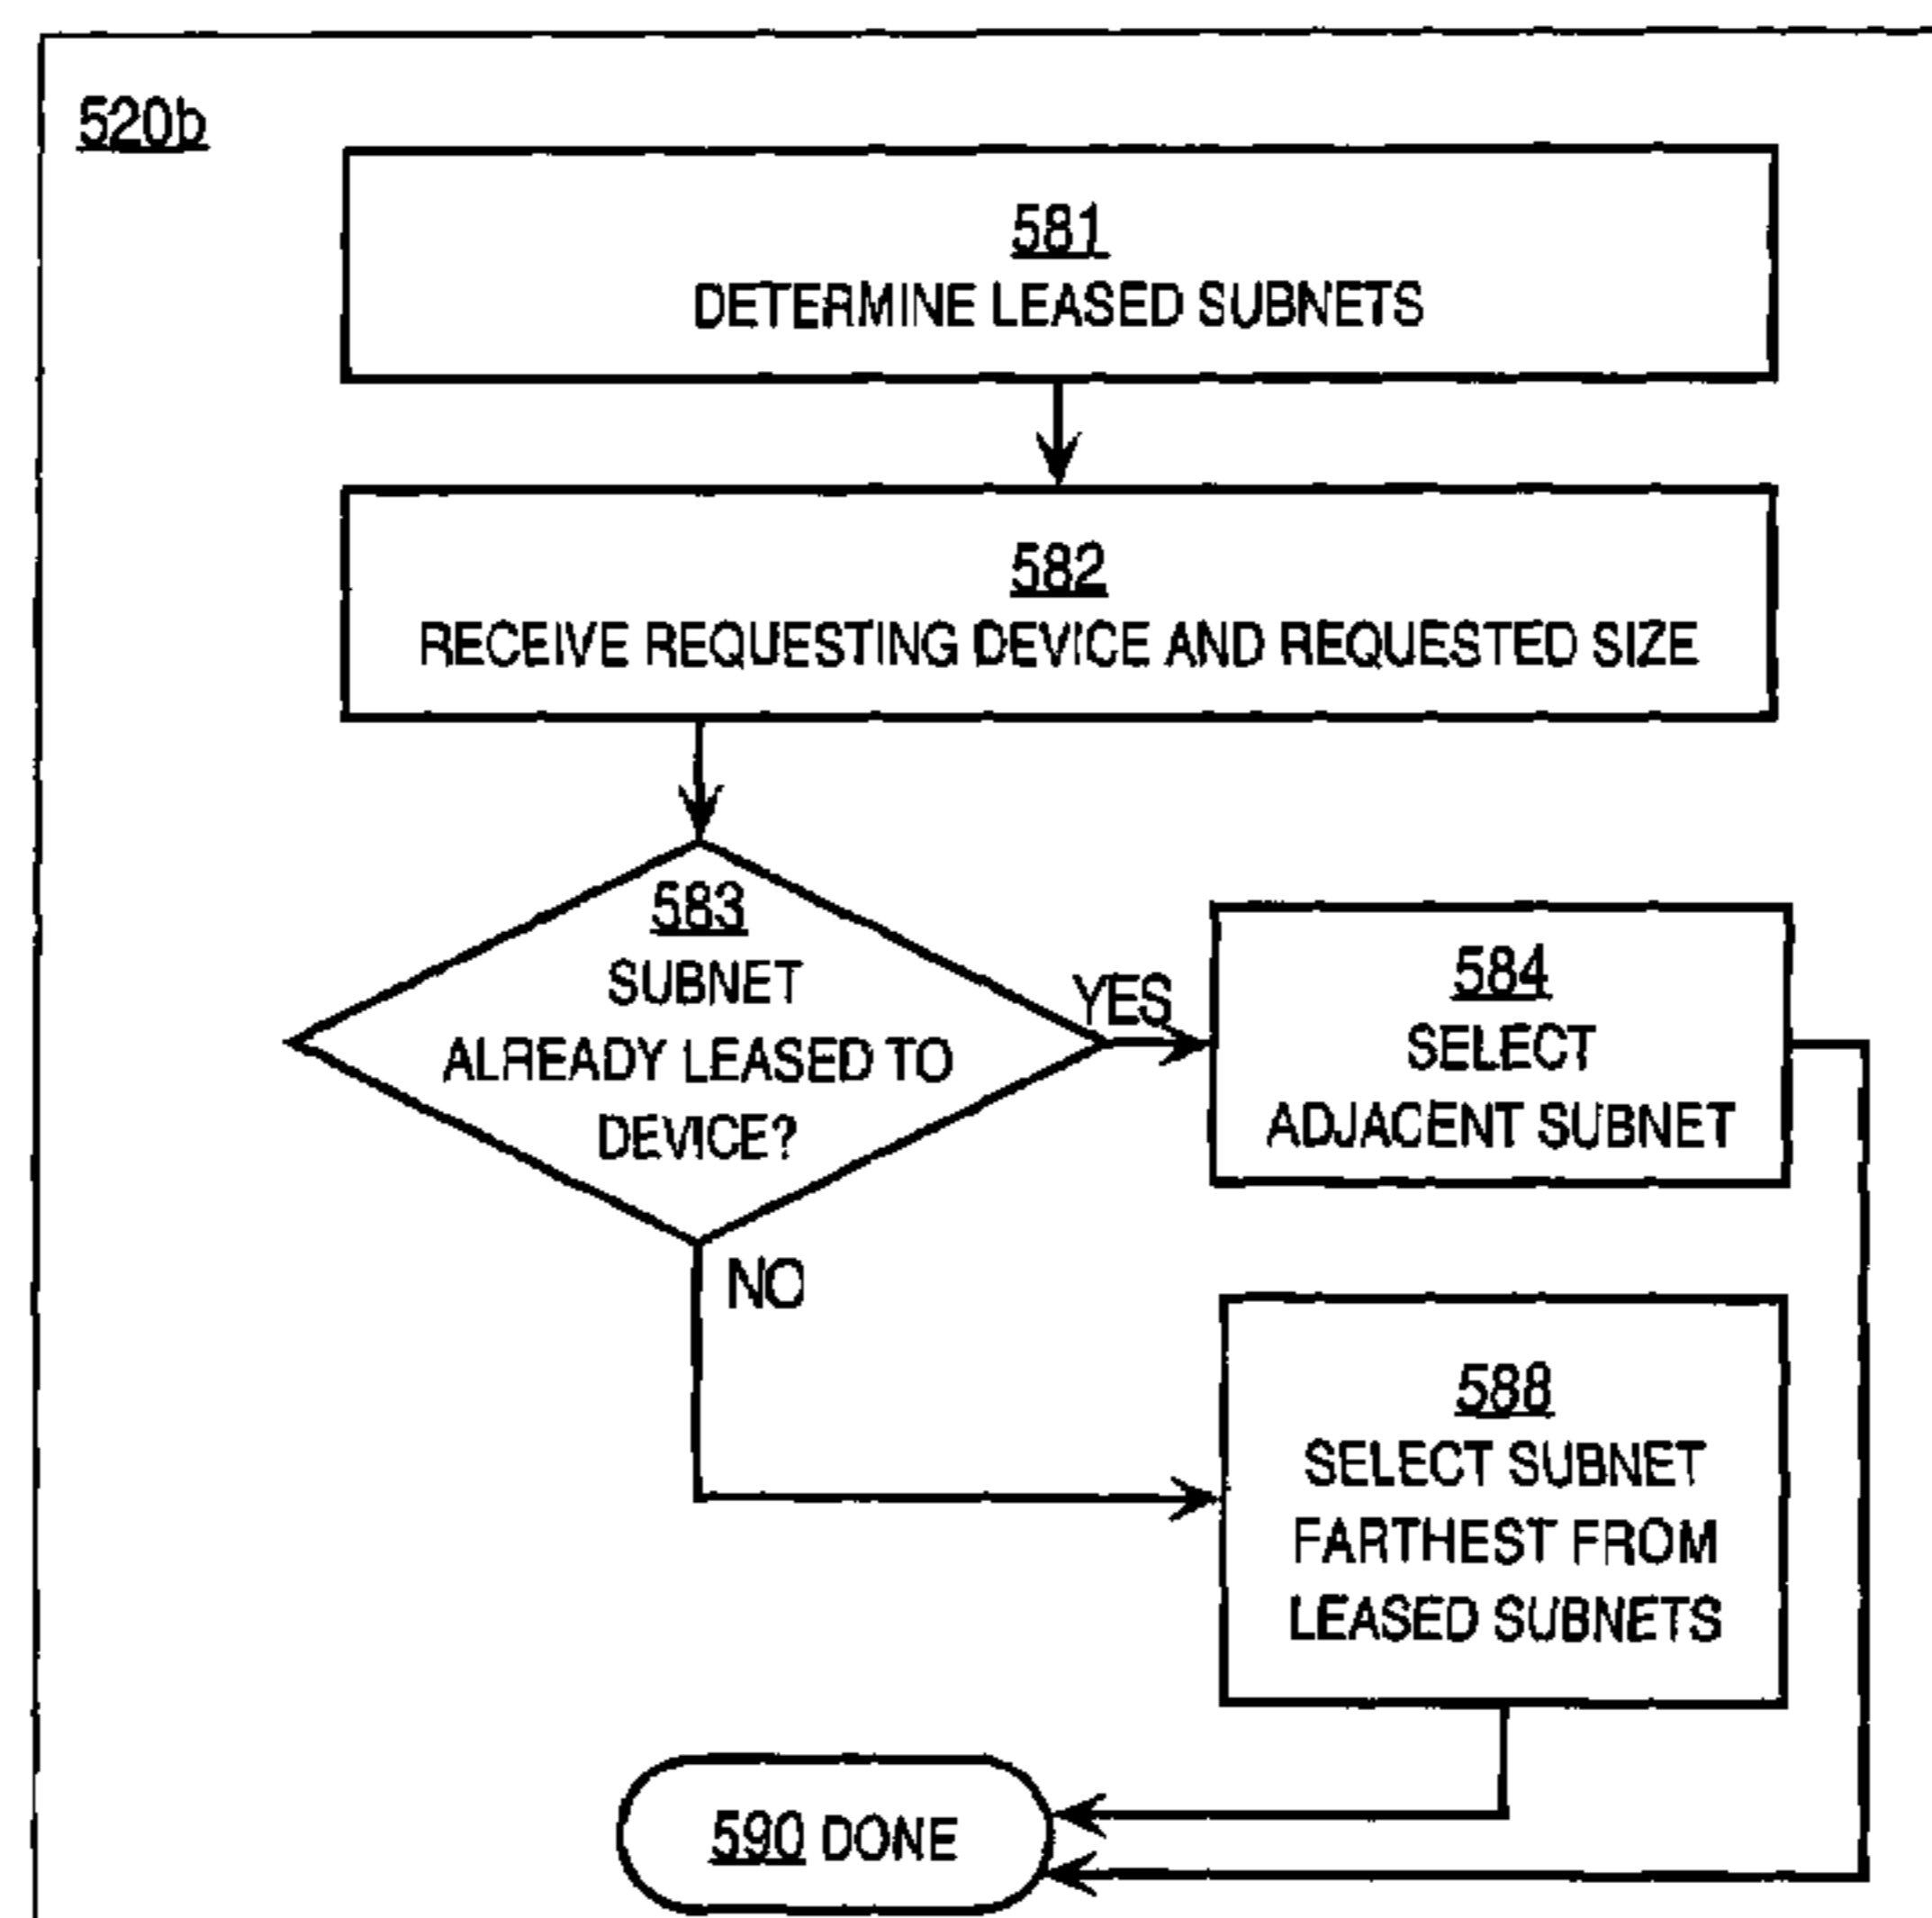 520b
581
DETERMINE LEASED SUBNETS
582
RECEIVE REQUESTING DEVICE AND REQUESTED SIZE
583
SUBNET
ALREADY LEASED TO
DEVICE?
YES
584
SELECT
ADJACENT SUBNET
NO
588
SELECT SUBNET
FARTHEST FROM
LEASED SUBNETS
590 DONE